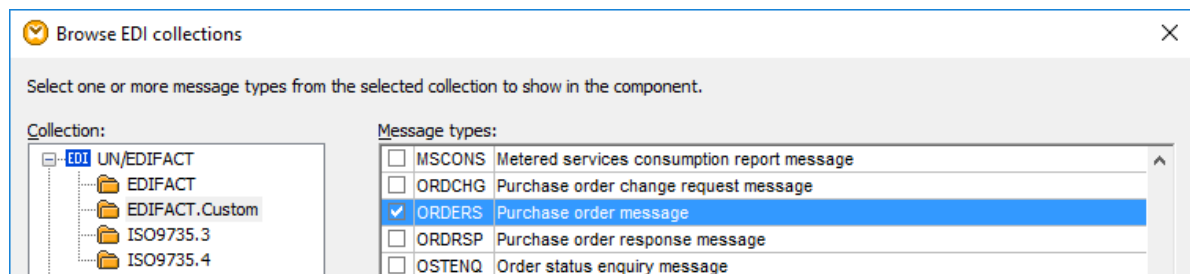 Browse EDI collections
Select one or more message types from the selected collection to show in the component.
Collection:
EDI UN/EDIFACT
EDIFACT
EDIFACT.Custom
ISO9735.3
ISO9735.4
Message types:
MSCONS Metered services consumption report message
ORDCHG Purchase order change request message
ORDERS Purchase order message
ORDRSP Purchase order response message
OSTENQ Order status enquiry message